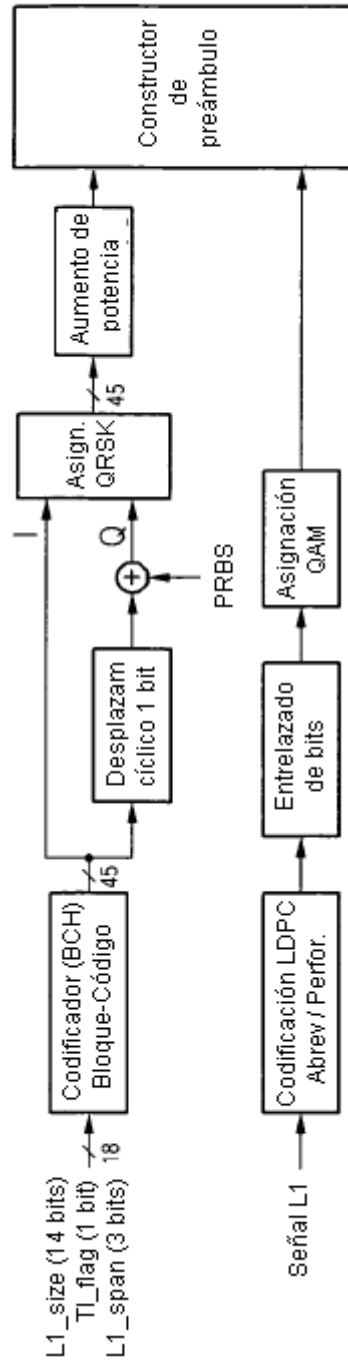 L1_size (14 bits)
TI_flag (1 bit)
L1_span (3 bits)
18
Codificador (BCH)
Bloque-Código
45
I
Desplazam
cíclico 1 bit
+
PRBS
Q
Asign.
QRSK
45
Aumento de
potencia
Constructor
de
preámbulo
Señal L1
Codificación LDPC
Abrev / Perfor.
Entrelazado
de bits
Asignación
QAM